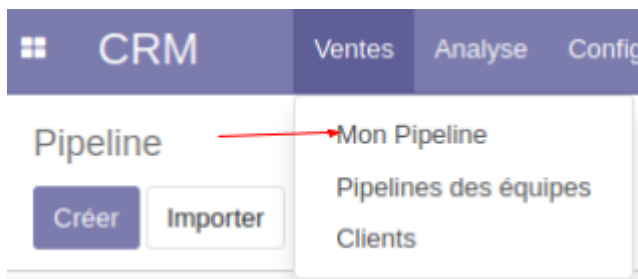 CRM Ventes Analyse Config
Pipeline
Mon Pipeline
Pipelines des équipes
Clients
Créer Importer